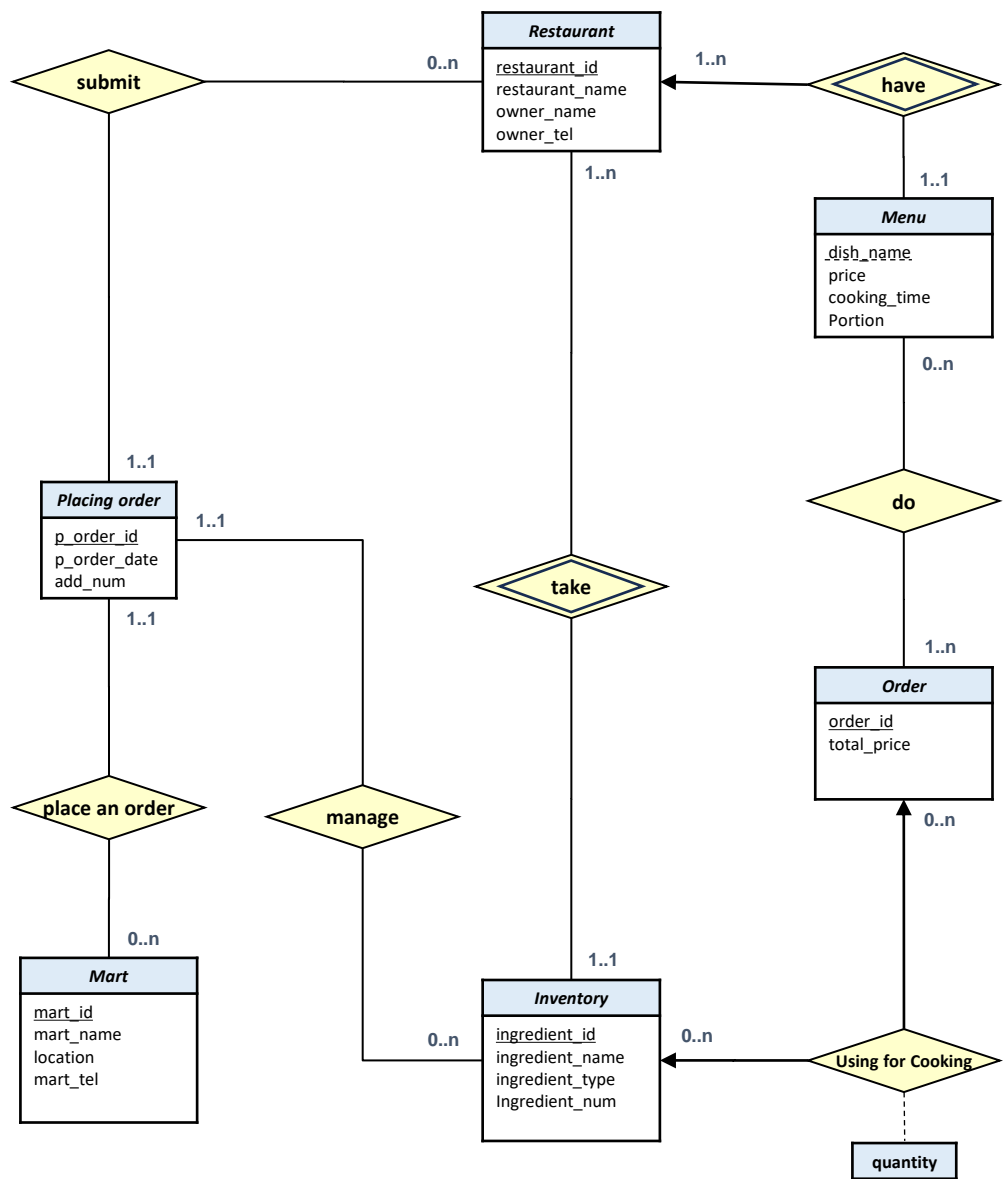 Restaurant
restaurant_id
restaurant_name
owner_name
owner_tel
submit
0..n
1..n
have
1..n
1..1
Menu
dish_name
price
cooking_time
Portion
0..n
do
1..n
Order
order_id
total_price
0..n
1..1
Placing order
p_order_id
p_order_date
add_num
1..1
1..1
take
place an order
manage
0..n
Mart
mart_id
mart_name
location
mart_tel
1..1
Inventory
ingredient_id
ingredient_name
ingredient_type
Ingredient_num
0..n
0..n
Using for Cooking
quantity